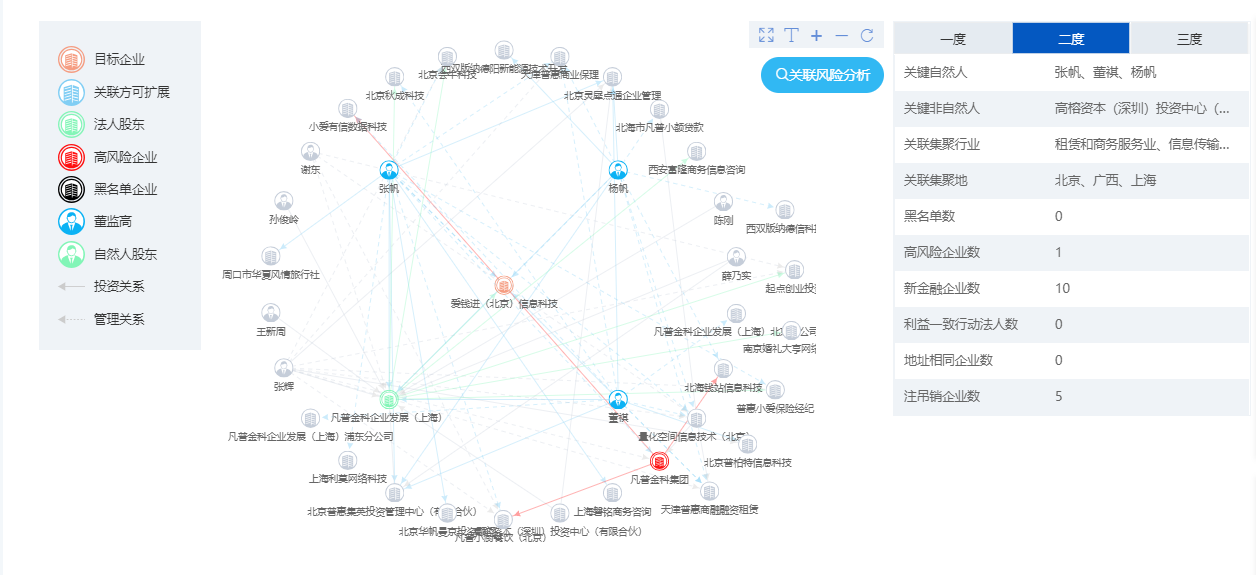 目标企业
关联方可扩展
法人股东
高风险企业
黑名单企业
董监高
自然人股东
投资关系
管理关系
关联风险分析
北京会牛科技
西双版纳德阳新能源技术开发
天津普惠商业保理
北京秋成科技
北京灵犀点通企业管理
小爱有信数据科技
北海市凡普小额贷款
谢东
西安富隆商务信息咨询
张帆
杨帆
孙俊岭
陈刚
西双版纳德信科技
周口市华夏风情旅行社
薛乃实
起点创业投
爱钱进（北京）信息科技
王新周
凡普金科企业发展（上海）北京
公司
南京婚礼大亨网络
张辉
北海钱站信息科技
凡普金科企业发展（上海）
董祺
普惠小爱保险经纪
凡普金科企业发展（上海）浦东分公司
量化空间信息技术（北京）
北京普柏特信息科技
上海利莫网络科技
凡普金科集团
北京普惠集英投资管理中心（有限合伙）
上海磐铭商务咨询
天津普惠商融融资租赁
北京华帆曼京投资
（深圳）投资中心（有限合伙）
凡普小厨餐饮（北京）
一度
二度
三度
关键自然人 张帆、董祺、杨帆
关键非自然人 高榕资本（深圳）投资中心（...
关联集聚行业 租赁和商务服务业、信息传输...
关联集聚地 北京、广西、上海
黑名单数 0
高风险企业数 1
新金融企业数 10
利益一致行动法人数 0
地址相同企业数 0
注吊销企业数 5